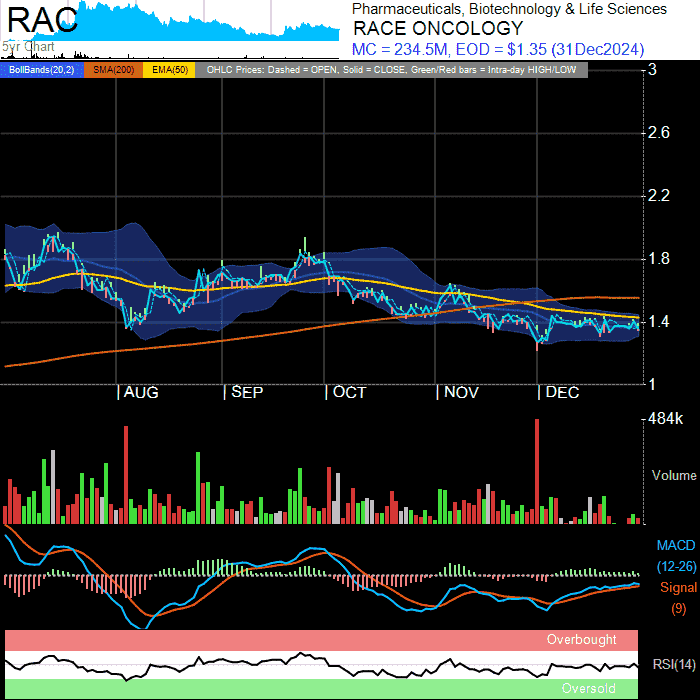 RAC
5yr Chart
Pharmaceuticals, Biotechnology & Life Sciences
RACE ONCOLOGY
MC = 234.5M, EOD = $1.35 (31Dec2024)
BollBands(20,2) SMA(200) EMA(50) OHLC Prices: Dashed = OPEN, Solid = CLOSE, Green/Red bars = Intra-day HIGH/LOW
3
2.6
2.2
1.8
1.4
1
AUG SEP OCT NOV DEC
484k
Volume
MACD
(12-26)
Signal
(9)
Overbought
RSI(14)
Oversold